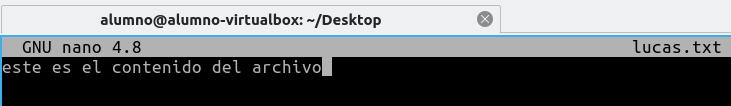 alumno@alumno-virtualbox: ~/Desktop
GNU nano 4.8 lucas.txt
este es el contenido del archivo